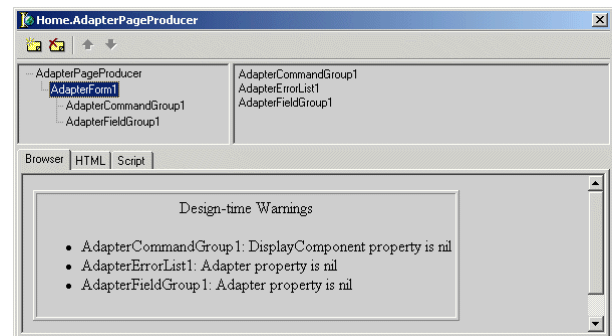 Home.AdapterPageProducer
AdapterPageProducer
AdapterForm1
AdapterCommandGroup1
AdapterFieldGroup1
AdapterCommandGroup1
AdapterErrorList1
AdapterFieldGroup1
Browser HTML Script
Design-time Warnings
• AdapterCommandGroup1: DisplayComponent property is nil
• AdapterErrorList1: Adapter property is nil
• AdapterFieldGroup1: Adapter property is nil